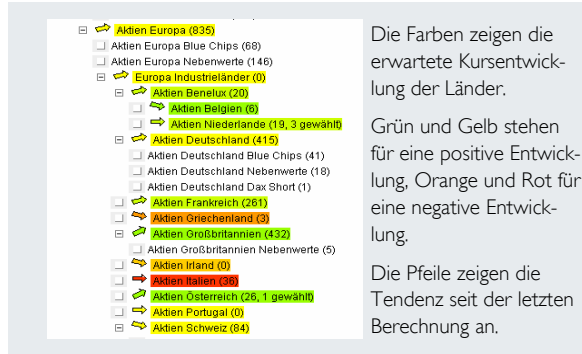 Aktien Europa (835)
Aktien Europa Blue Chips (68)
Aktien Europa Nebenwerte (146)
Europa Industrieländer (0)
Aktien Benelux (20)
Aktien Belgien (6)
Aktien Niederlande (19, 3 gewählt)
Aktien Deutschland (415)
Aktien Deutschland Blue Chips (41)
Aktien Deutschland Nebenwerte (18)
Aktien Deutschland Dax Short (1)
Aktien Frankreich (261)
Aktien Griechenland (3)
Aktien Großbritannien (432)
Aktien Großbritannien Nebenwerte (5)
Aktien Irland (0)
Aktien Italien (36)
Aktien Österreich (26, 1 gewählt)
Aktien Portugal (0)
Aktien Schweiz (84)
Die Farben zeigen die
erwartete Kursentwick-
lung der Länder.
Grün und Gelb stehen
für eine positive Entwick-
lung, Orange und Rot für
eine negative Entwick-
lung.
Die Pfeile zeigen die
Tendenz seit der letzten
Berechnung an.